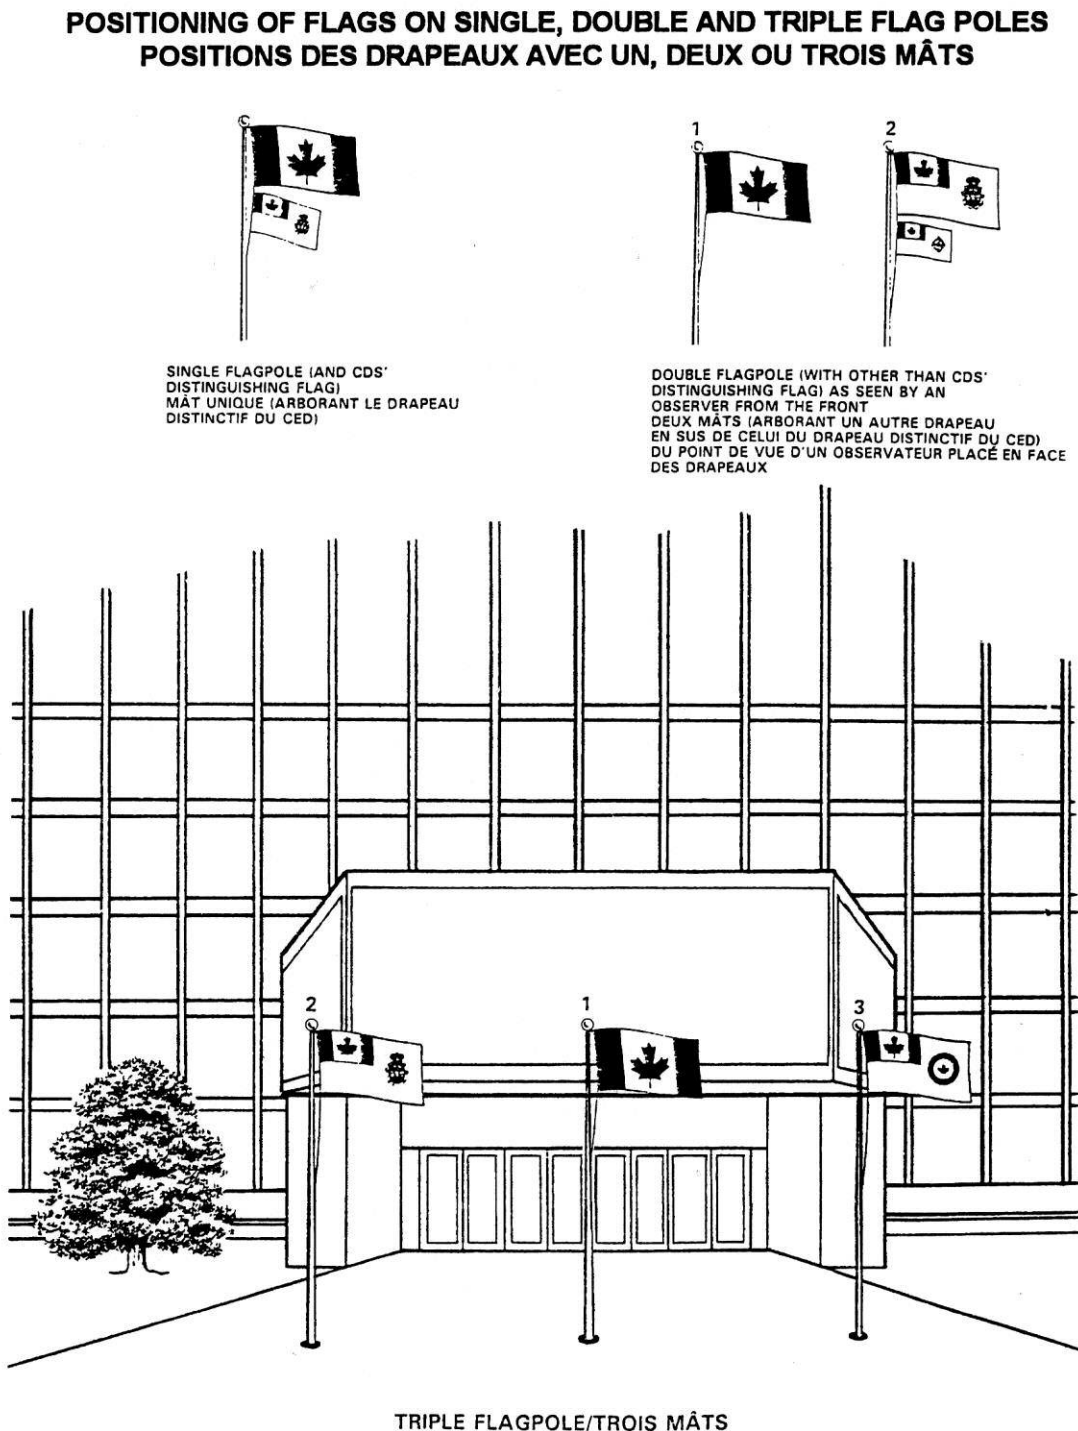 POSITIONING OF FLAGS ON SINGLE, DOUBLE AND TRIPLE FLAG POLES
POSITIONS DES DRAPEAUX AVEC UN, DEUX OU TROIS MÂTS
SINGLE FLAGPOLE (AND CDS'
DISTINGUISHING FLAG)
MÂT UNIQUE (ARBORANT LE DRAPEAU
DISTINCTIF DU CED)
1
2
DOUBLE FLAGPOLE (WITH OTHER THAN CDS'
DISTINGUISHING FLAG) AS SEEN BY AN
OBSERVER FROM THE FRONT
DEUX MÂTS (ARBORANT UN AUTRE DRAPEAU
EN SUS DE CELUI DU DRAPEAU DISTINCTIF DU CED)
DU POINT DE VUE D'UN OBSERVATEUR PLACÉ EN FACE
DES DRAPEAUX
2
1
3
TRIPLE FLAGPOLE/TROIS MÂTS